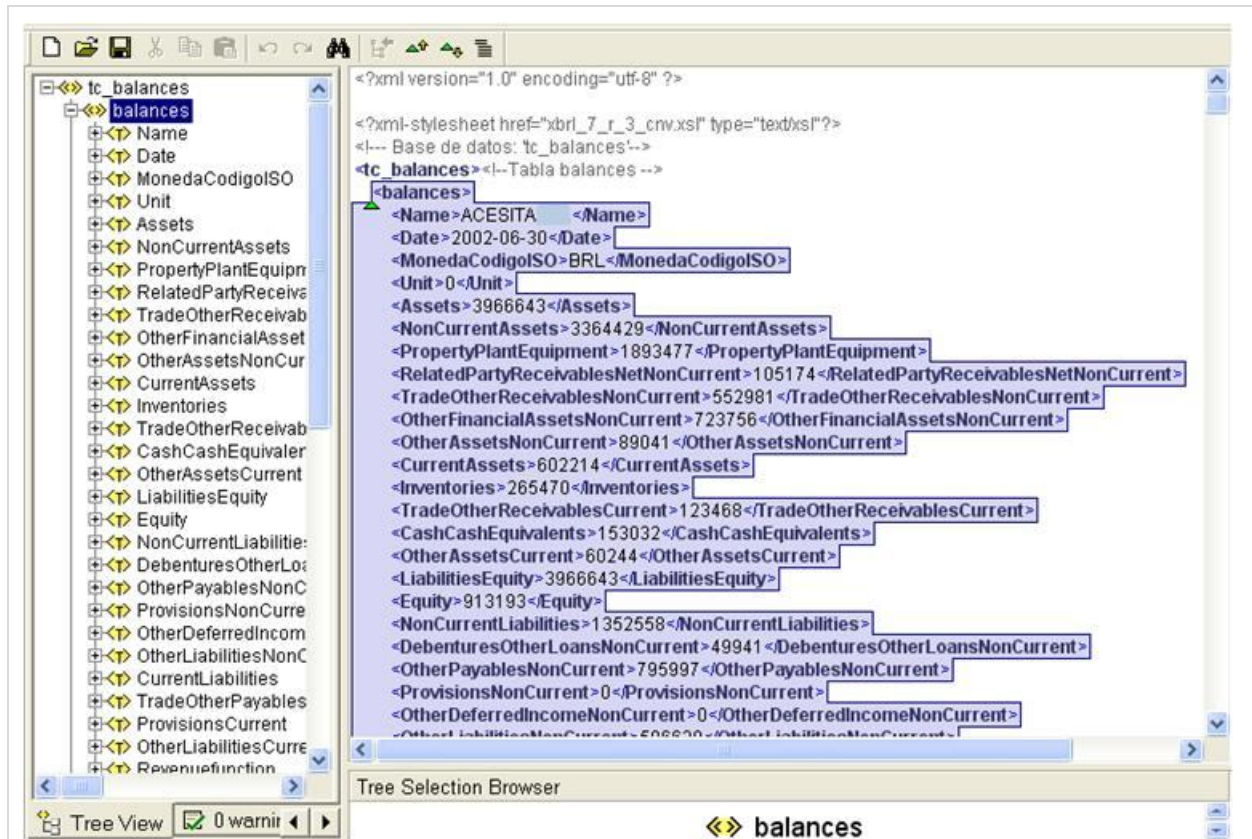 tc_balances
balances
Name
Date
MonedaCodigoISO
Unit
Assets
NonCurrentAssets
PropertyPlantEquipm
RelatedPartyReceiva
TradeOtherReceivab
OtherFinancialAsset
OtherAssetsNonCur
CurrentAssets
Inventories
TradeOtherReceivab
CashCashEquivaler
OtherAssetsCurrent
LiabilitiesEquity
Equity
NonCurrentLiabilitie
DebenturesOtherLoa
OtherPayablesNonC
ProvisionsNonCurre
OtherDeferredIncom
OtherLiabilitiesNonC
CurrentLiabilities
TradeOtherPayables
ProvisionsCurrent
OtherLiabilitiesCurre
Revenuefunction
Tree View 0 warnir
<?xml version="1.0" encoding="utf-8" ?>
<?xml-stylesheet href="xbrl_7_r_3_cnv.xsl" type="text/xsl"?>
<!--- Base de datos: 'tc_balances'-->
<tc_balances><!--Tabla balances -->
<balances>
<Name>ACESITA </Name>
<Date>2002-06-30</Date>
<MonedaCodigoISO>BRL</MonedaCodigoISO>
<Unit>0</Unit>
<Assets>3966643</Assets>
<NonCurrentAssets>3364429</NonCurrentAssets>
<PropertyPlantEquipment>1893477</PropertyPlantEquipment>
<RelatedPartyReceivablesNetNonCurrent>105174</RelatedPartyReceivablesNetNonCurrent>
<TradeOtherReceivablesNonCurrent>552981</TradeOtherReceivablesNonCurrent>
<OtherFinancialAssetsNonCurrent>723756</OtherFinancialAssetsNonCurrent>
<OtherAssetsNonCurrent>89041</OtherAssetsNonCurrent>
<CurrentAssets>602214</CurrentAssets>
<Inventories>265470</Inventories>
<TradeOtherReceivablesCurrent>123468</TradeOtherReceivablesCurrent>
<CashCashEquivalents>153032</CashCashEquivalents>
<OtherAssetsCurrent>60244</OtherAssetsCurrent>
<LiabilitiesEquity>3966643</LiabilitiesEquity>
<Equity>913193</Equity>
<NonCurrentLiabilities>1352558</NonCurrentLiabilities>
<DebenturesOtherLoansNonCurrent>49941</DebenturesOtherLoansNonCurrent>
<OtherPayablesNonCurrent>795997</OtherPayablesNonCurrent>
<ProvisionsNonCurrent>0</ProvisionsNonCurrent>
<OtherDeferredIncomeNonCurrent>0</OtherDeferredIncomeNonCurrent>
Tree Selection Browser
balances